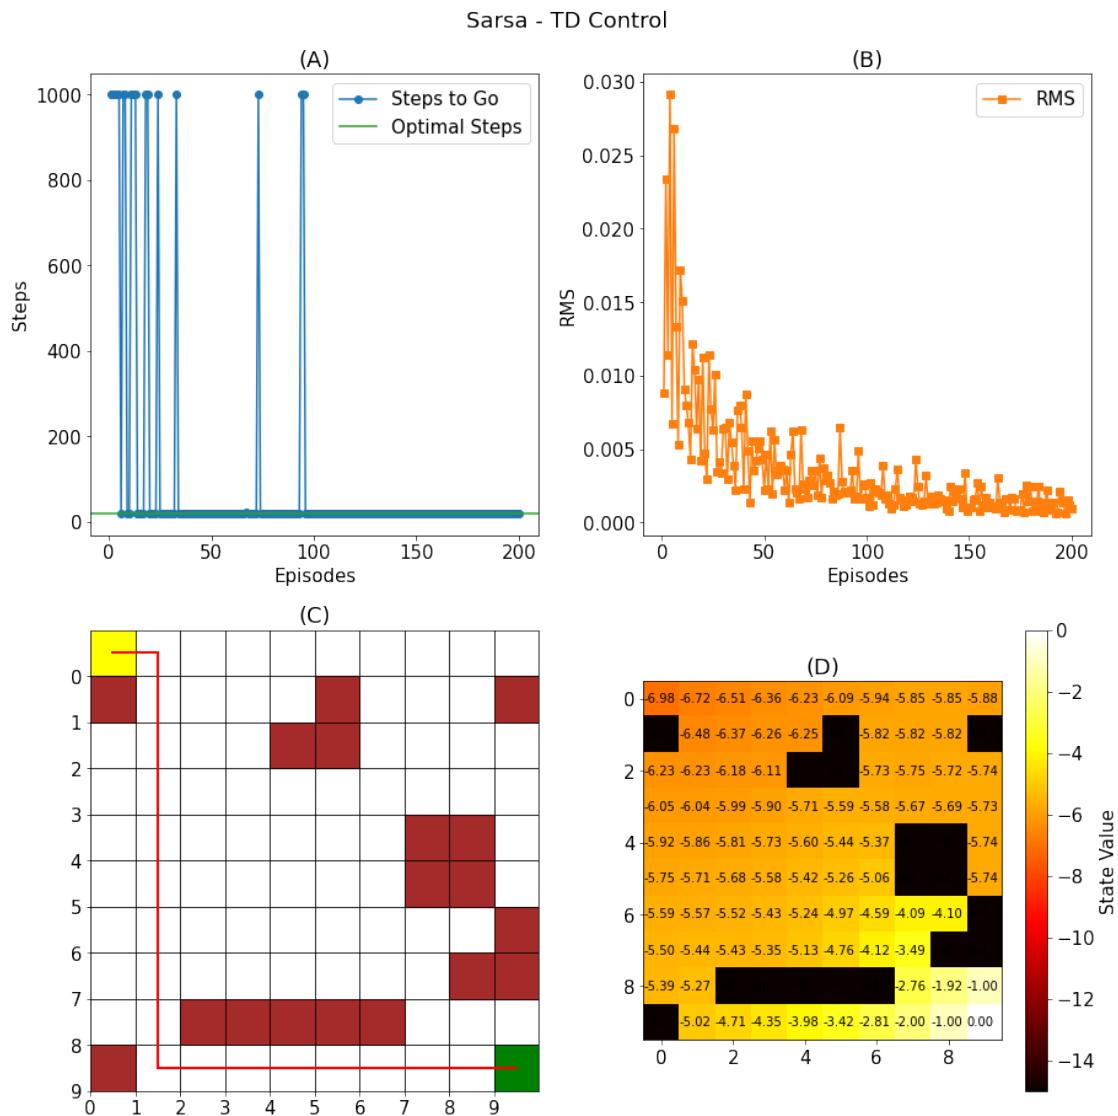 Sarsa - TD Control
(A)
1000
800
600
400
200
0
Steps
0 50 100 150 200
Episodes
Steps to Go
Optimal Steps
(B)
0.030
0.025
0.020
0.015
0.010
0.005
0.000
RMS
0 50 100 150 200
Episodes
RMS
(C)
0
1
2
3
4
5
6
7
8
9
0 1 2 3 4 5 6 7 8 9
(D)
0 -6.98 -6.72 -6.51 -6.36 -6.23 -6.09 -5.94 -5.85 -5.85 -5.88
-6.48 -6.37 -6.26 -6.25 -5.82 -5.82 -5.82
2 -6.23 -6.23 -6.18 -6.11 -5.73 -5.75 -5.72 -5.74
-6.05 -6.04 -5.99 -5.90 -5.71 -5.59 -5.58 -5.67 -5.69 -5.73
4 -5.92 -5.86 -5.81 -5.73 -5.60 -5.44 -5.37 -5.74
-5.75 -5.71 -5.68 -5.58 -5.42 -5.26 -5.06 -5.74
6 -5.59 -5.57 -5.52 -5.43 -5.24 -4.97 -4.59 -4.09 -4.10
-5.50 -5.44 -5.43 -5.35 -5.13 -4.76 -4.12 -3.49
8 -5.39 -5.27 -2.76 -1.92 -1.00
-5.02 -4.71 -4.35 -3.98 -3.42 -2.81 -2.00 -1.00 0.00
0 2 4 6 8
0
−2
−4
−6
−8
−10
−12
−14
State Value